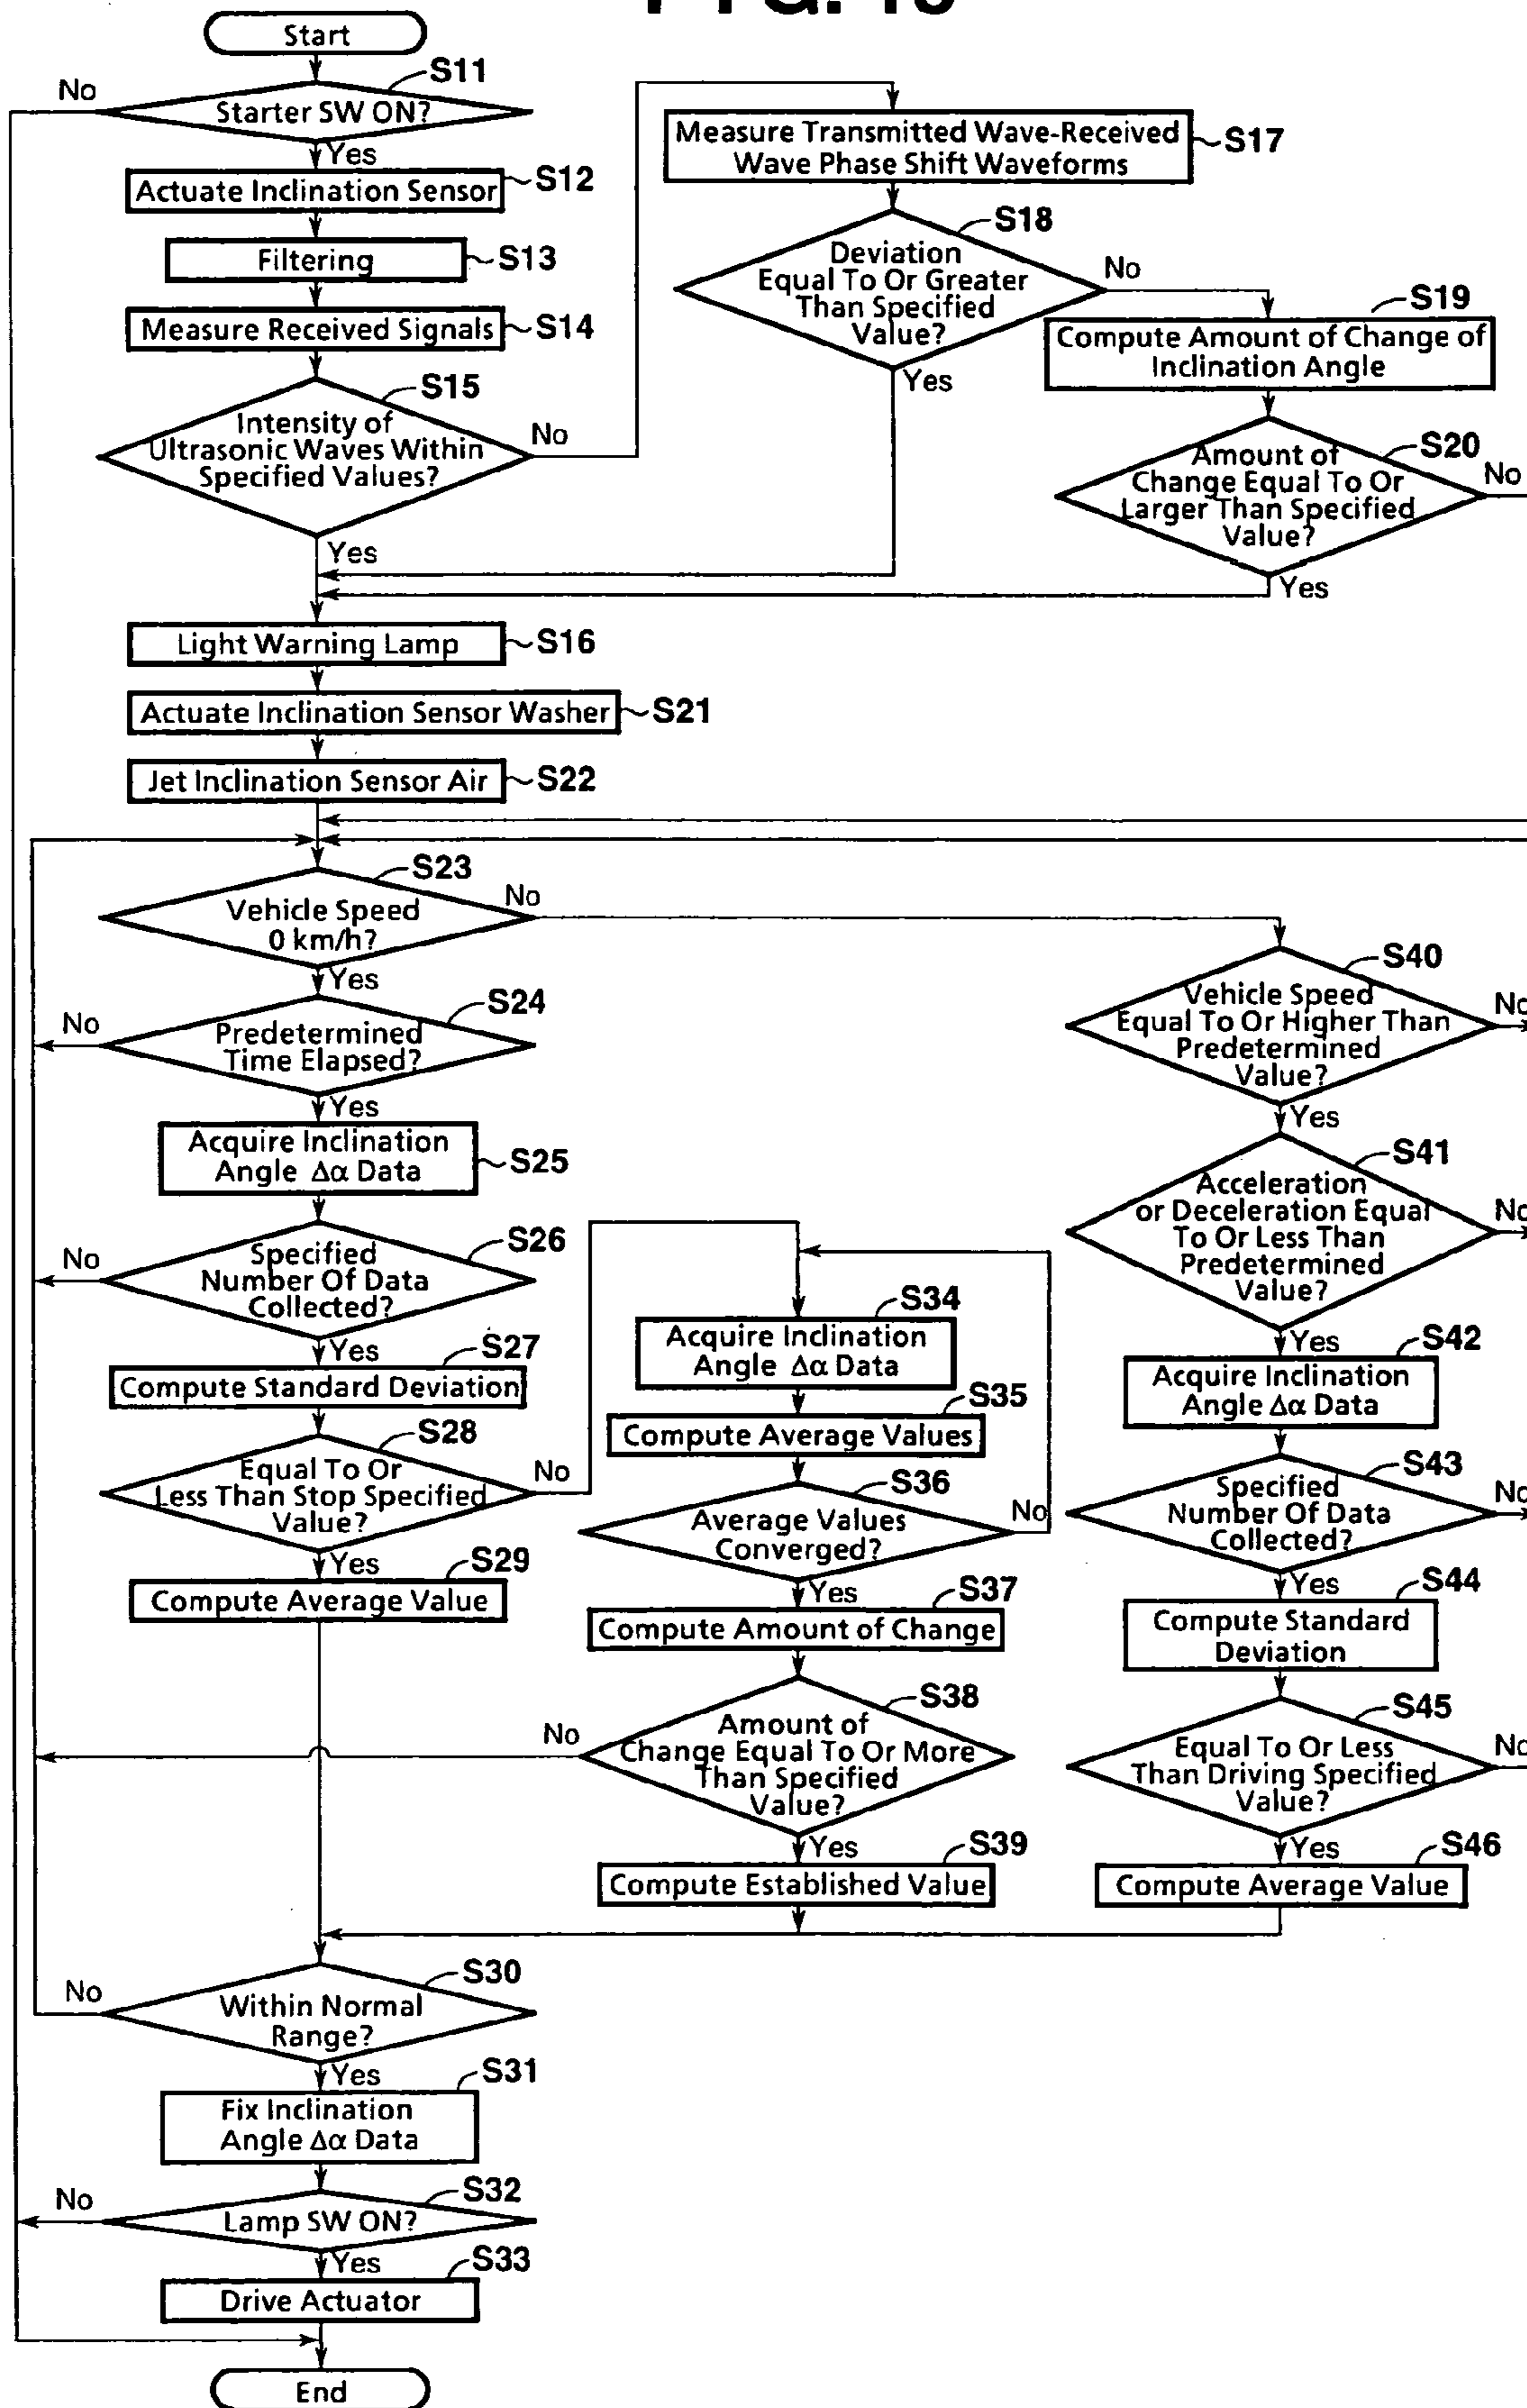 Start
No
S11
Starter SW ON?
Yes
Actuate Inclination Sensor
S12
Filtering
S13
Measure Received Signals
S14
S15
Intensity of
Ultrasonic Waves Within
Specified Values?
No
Yes
Measure Transmitted Wave-Received
Wave Phase Shift Waveforms
S17
S18
Deviation
Equal To Or Greater
Than Specified
Value?
No
Yes
S19
Compute Amount of Change of
Inclination Angle
S20
Amount of
Change Equal To Or
Larger Than Specified
Value?
No
Yes
Light Warning Lamp
S16
Actuate Inclination Sensor Washer
S21
Jet Inclination Sensor Air
S22
S23
Vehicle Speed
0 km/h?
No
Yes
S24
No
Predetermined
Time Elapsed?
Yes
Acquire Inclination
Angle Δα Data
S25
S26
No
Specified
Number Of Data
Collected?
Yes
S27
Compute Standard Deviation
S28
Equal To Or
Less Than Stop Specified
Value?
No
Yes
S29
Compute Average Value
S34
Acquire Inclination
Angle Δα Data
S35
Compute Average Values
S36
Average Values
Converged?
No
Yes
S37
Compute Amount of Change
S38
No
Amount of
Change Equal To Or More
Than Specified
Value?
Yes
S39
Compute Established Value
S40
Vehicle Speed
Equal To Or Higher Than
Predetermined
Value?
No
Yes
S41
Acceleration
or Deceleration Equal
To Or Less Than
Predetermined
Value?
No
Yes
S42
Acquire Inclination
Angle Δα Data
S43
Specified
Number Of Data
Collected?
No
Yes
S44
Compute Standard
Deviation
S45
Equal To Or Less
Than Driving Specified
Value?
No
Yes
S46
Compute Average Value
S30
No
Within Normal
Range?
Yes
S31
Fix Inclination
Angle Δα Data
S32
No
Lamp SW ON?
Yes
S33
Drive Actuator
End